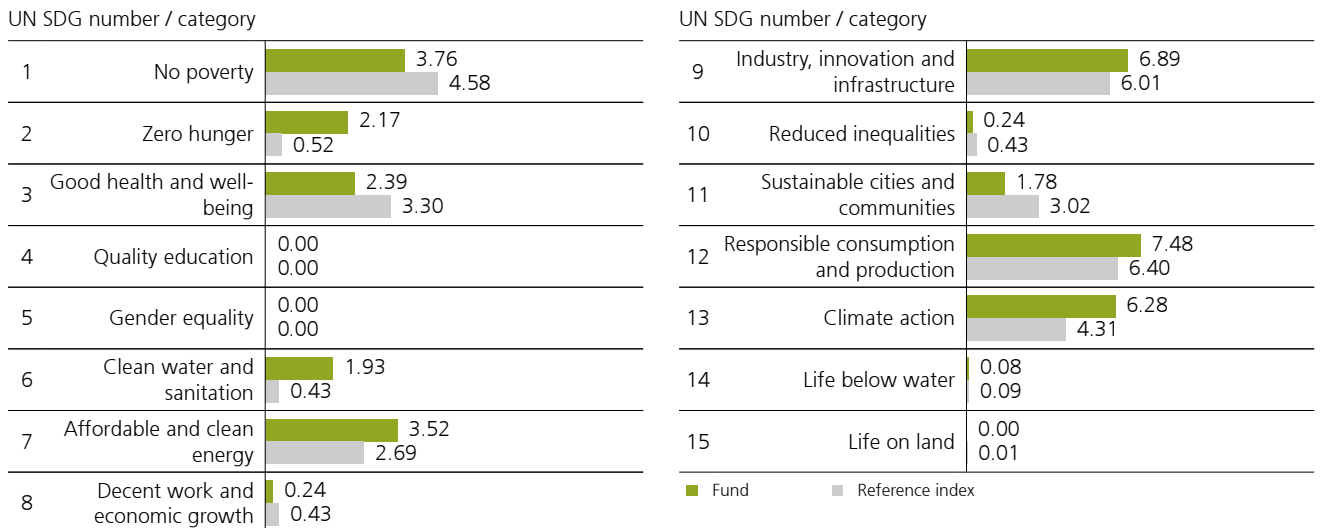 UN SDG number / category
1 No poverty 3.76
4.58
2 Zero hunger 2.17
0.52
3 Good health and well-
being 2.39
3.30
4 Quality education 0.00
0.00
5 Gender equality 0.00
0.00
6 Clean water and
sanitation 1.93
0.43
7 Affordable and clean
energy 3.52
2.69
8 Decent work and
economic growth 0.24
0.43
UN SDG number / category
9 Industry, innovation and
infrastructure 6.89
6.01
10 Reduced inequalities 0.24
0.43
11 Sustainable cities and
communities 1.78
3.02
12 Responsible consumption
and production 7.48
6.40
13 Climate action 6.28
4.31
14 Life below water 0.08
0.09
15 Life on land 0.00
0.01
Fund Reference index